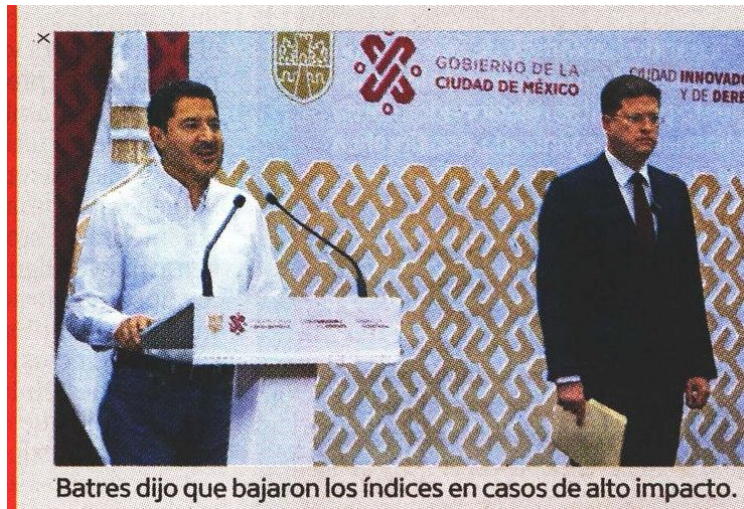 GOBIERNO DE LA
CIUDAD DE MÉXICO
CIUDAD INNOVADO
Y DE DERE
Batres dijo que bajaron los índices en casos de alto impacto.